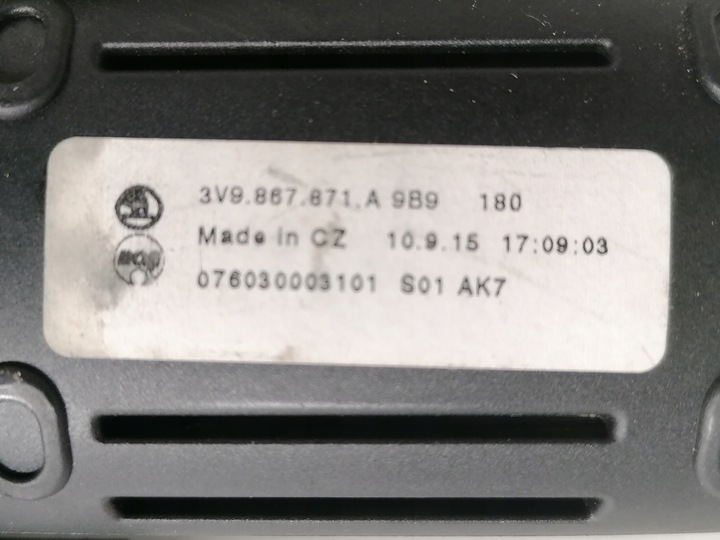 3V9.867.871.A 9B9 180
Made in CZ 10.9.15 17:09:03
076030003101 S01 AK7